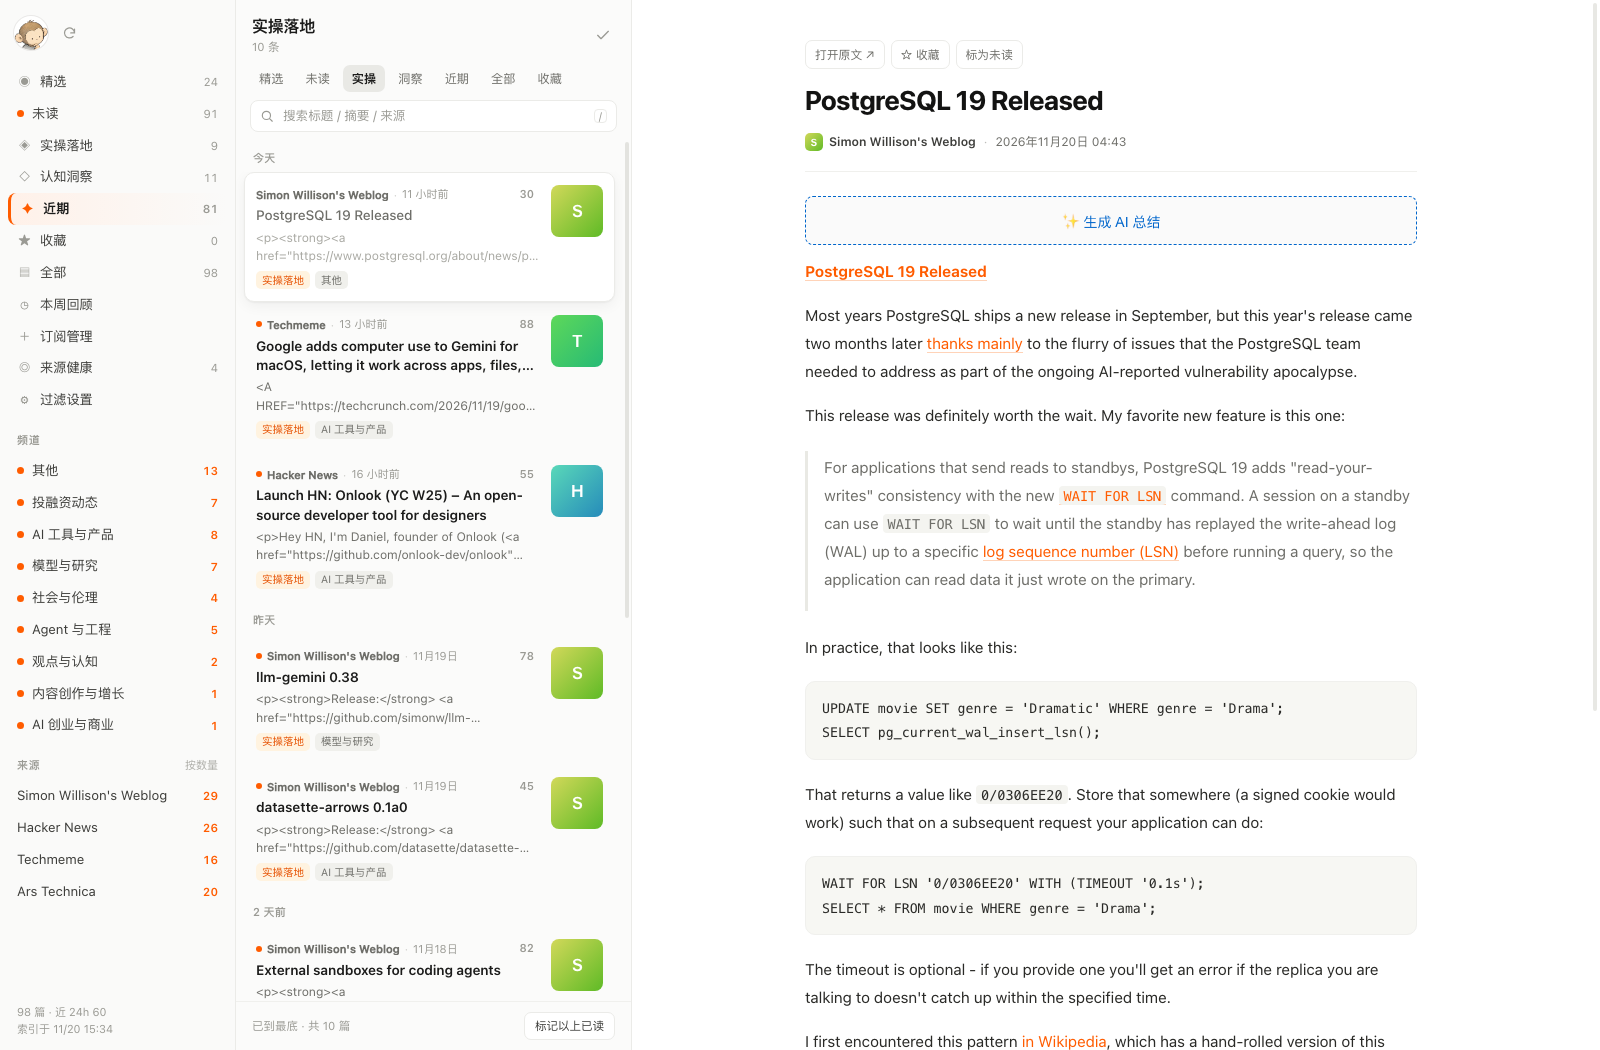 精选 24
未读 91
实操落地 9
认知洞察 11
近期 81
收藏 0
全部 98
本周回顾
订阅管理
来源健康 4
过滤设置
频道
其他 13
投融资动态 7
AI 工具与产品 8
模型与研究 7
社会与伦理 4
Agent 与工程 5
观点与认知 2
内容创作与增长 1
AI 创业与商业 1
来源 按数量
Simon Willison's Weblog 29
Hacker News 26
Techmeme 16
Ars Technica 20
98 篇 · 近 24h 60
索引于 11/20 15:34
实操落地
10 条
精选 未读 实操 洞察 近期 全部 收藏
搜索标题 / 摘要 / 来源 /
今天
Simon Willison's Weblog · 11 小时前 30
S
PostgreSQL 19 Released
<p><strong><a
href="https://www.postgresql.org/about/news/p...
实操落地 其他
Techmeme · 13 小时前 88
T
Google adds computer use to Gemini for
macOS, letting it work across apps, files,...
<A
HREF="https://techcrunch.com/2026/11/19/goo...
实操落地 AI 工具与产品
Hacker News · 16 小时前 55
H
Launch HN: Onlook (YC W25) – An open-
source developer tool for designers
<p>Hey HN, I'm Daniel, founder of Onlook (<a
href="https://github.com/onlook-dev/onlook"...
实操落地 AI 工具与产品
昨天
Simon Willison's Weblog · 11月19日 78
S
llm-gemini 0.38
<p><strong>Release:</strong> <a
href="https://github.com/simonw/llm-...
实操落地 模型与研究
Simon Willison's Weblog · 11月19日 45
S
datasette-arrows 0.1a0
<p><strong>Release:</strong> <a
href="https://github.com/datasette/datasette-...
实操落地 AI 工具与产品
2 天前
Simon Willison's Weblog · 11月18日 82
S
External sandboxes for coding agents
<p><strong><a
已到最底 · 共 10 篇 标记以上已读
打开原文 ↗ ☆ 收藏 标为未读
PostgreSQL 19 Released
S Simon Willison's Weblog · 2026年11月20日 04:43
✨ 生成 AI 总结
PostgreSQL 19 Released
Most years PostgreSQL ships a new release in September, but this year's release came
two months later thanks mainly to the flurry of issues that the PostgreSQL team
needed to address as part of the ongoing AI-reported vulnerability apocalypse.
This release was definitely worth the wait. My favorite new feature is this one:
For applications that send reads to standbys, PostgreSQL 19 adds "read-your-
writes" consistency with the new WAIT FOR LSN command. A session on a standby
can use WAIT FOR LSN to wait until the standby has replayed the write-ahead log
(WAL) up to a specific log sequence number (LSN) before running a query, so the
application can read data it just wrote on the primary.
In practice, that looks like this:
UPDATE movie SET genre = 'Dramatic' WHERE genre = 'Drama';
SELECT pg_current_wal_insert_lsn();
That returns a value like 0/0306EE20. Store that somewhere (a signed cookie would
work) such that on a subsequent request your application can do:
WAIT FOR LSN '0/0306EE20' WITH (TIMEOUT '0.1s');
SELECT * FROM movie WHERE genre = 'Drama';
The timeout is optional - if you provide one you'll get an error if the replica you are
talking to doesn't catch up within the specified time.
I first encountered this pattern in Wikipedia, which has a hand-rolled version of this